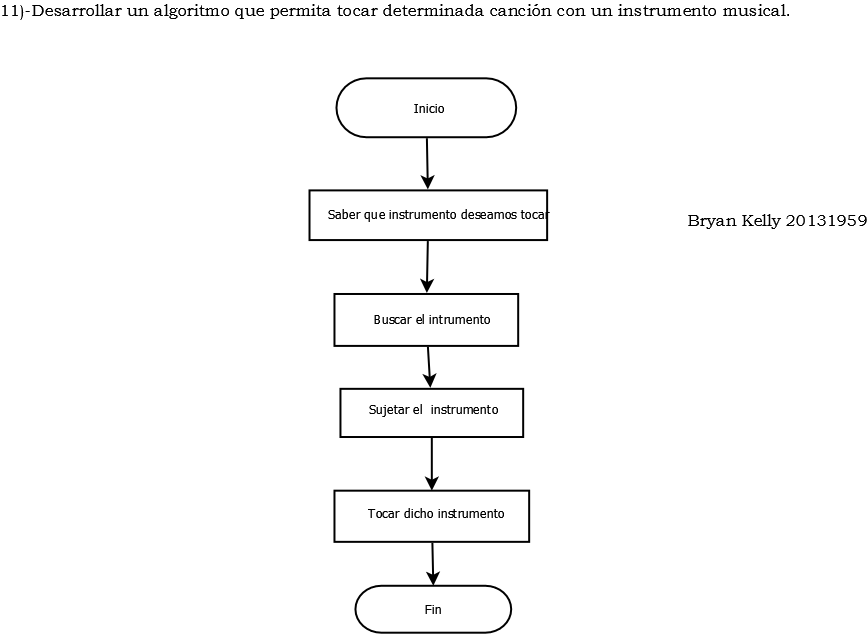 11)-Desarrollar un algoritmo que permita tocar determinada canción con un instrumento musical.
Inicio
Saber que instrumento deseamos tocar
Bryan Kelly 20131959
Buscar el intrumento
Sujetar el instrumento
Tocar dicho instrumento
Fin